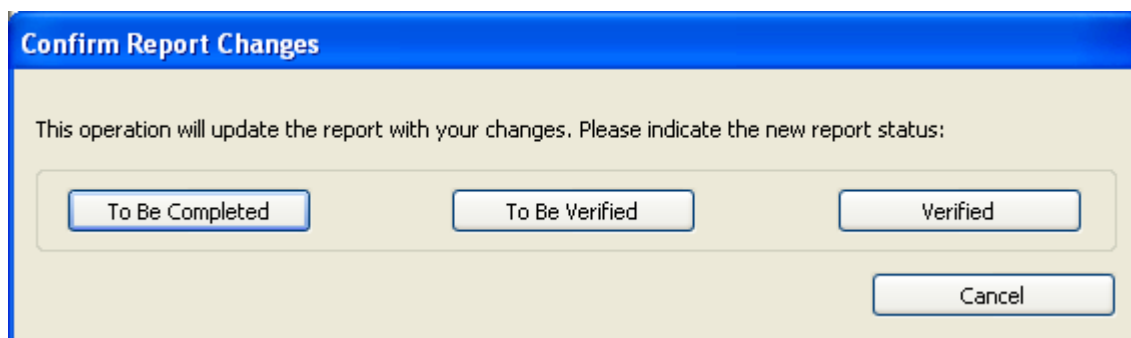 Confirm Report Changes
This operation will update the report with your changes. Please indicate the new report status:
To Be Completed To Be Verified Verified
Cancel